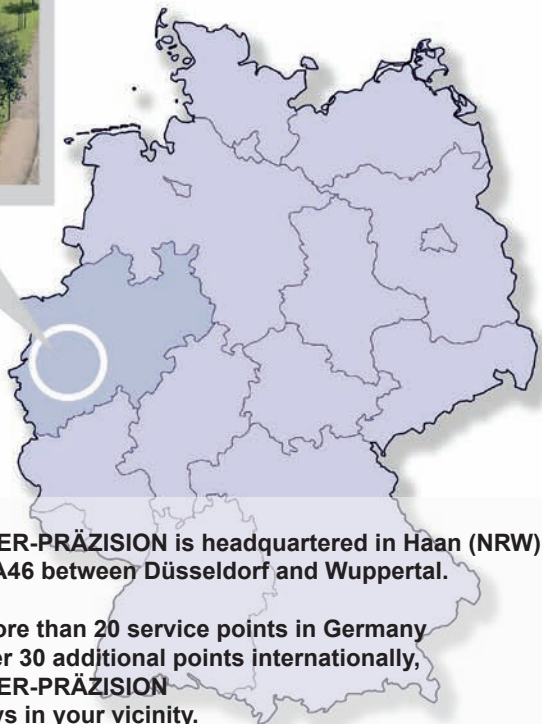 ER-PRÄZISION is headquartered in Haan (NRW)
A46 between Düsseldorf and Wuppertal.
ore than 20 service points in Germany
er 30 additional points internationally,
ER-PRÄZISION
ys in your vicinity.